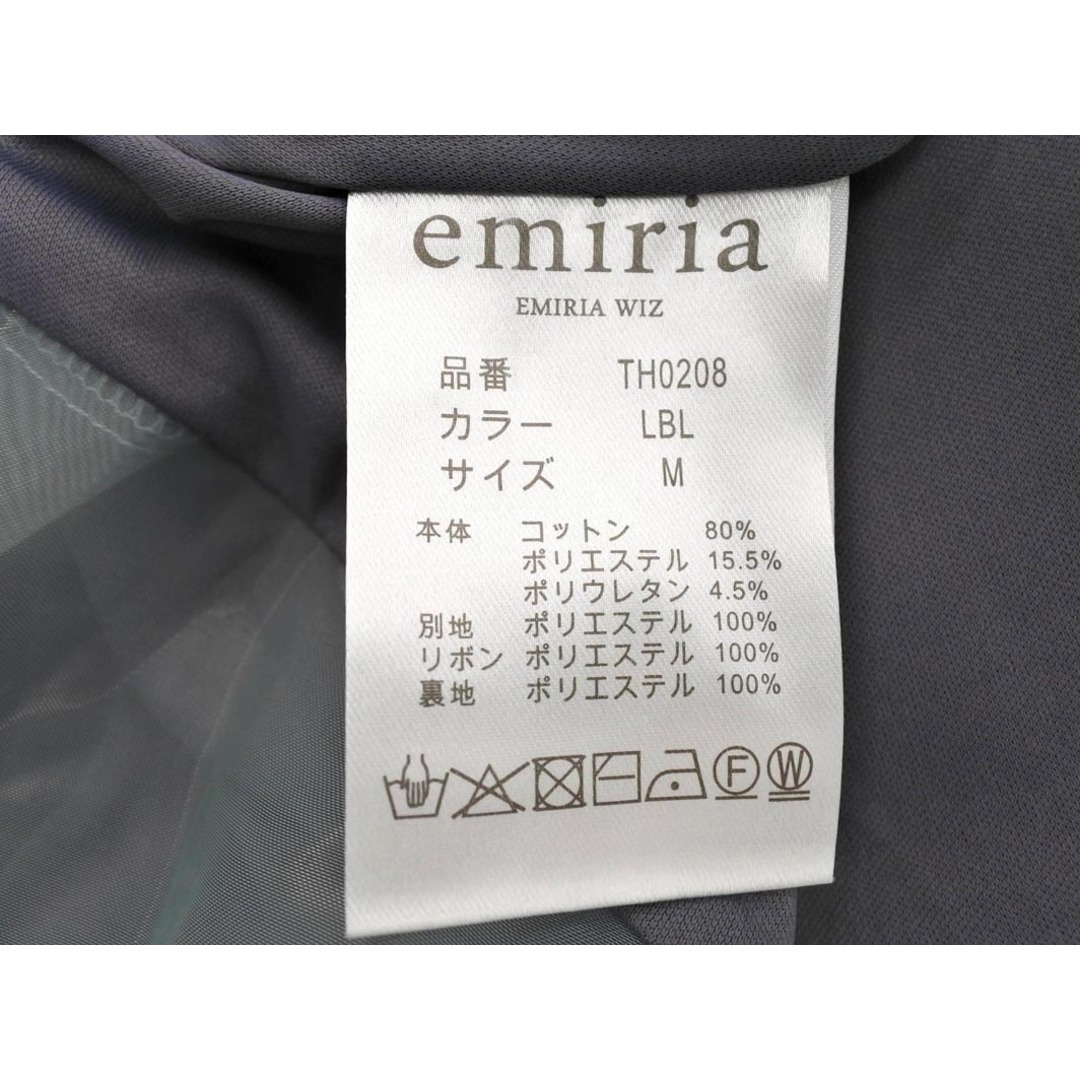 emiria
EMIRIA WIZ
品番 TH0208
カラー LBL
サイズ M
本体 コットン 80%
ポリエステル 15.5%
ポリウレタン 4.5%
別地 ポリエステル 100%
リボン ポリエステル 100%
裏地 ポリエステル 100%
F W